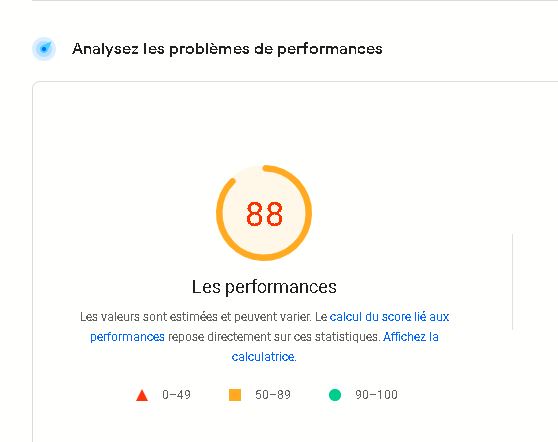 Analysez les problèmes de performances
88
Les performances
Les valeurs sont estimées et peuvent varier. Le calcul du score lié aux
performances repose directement sur ces statistiques. Affichez la
calculatrice.
0–49 50–89 90–100